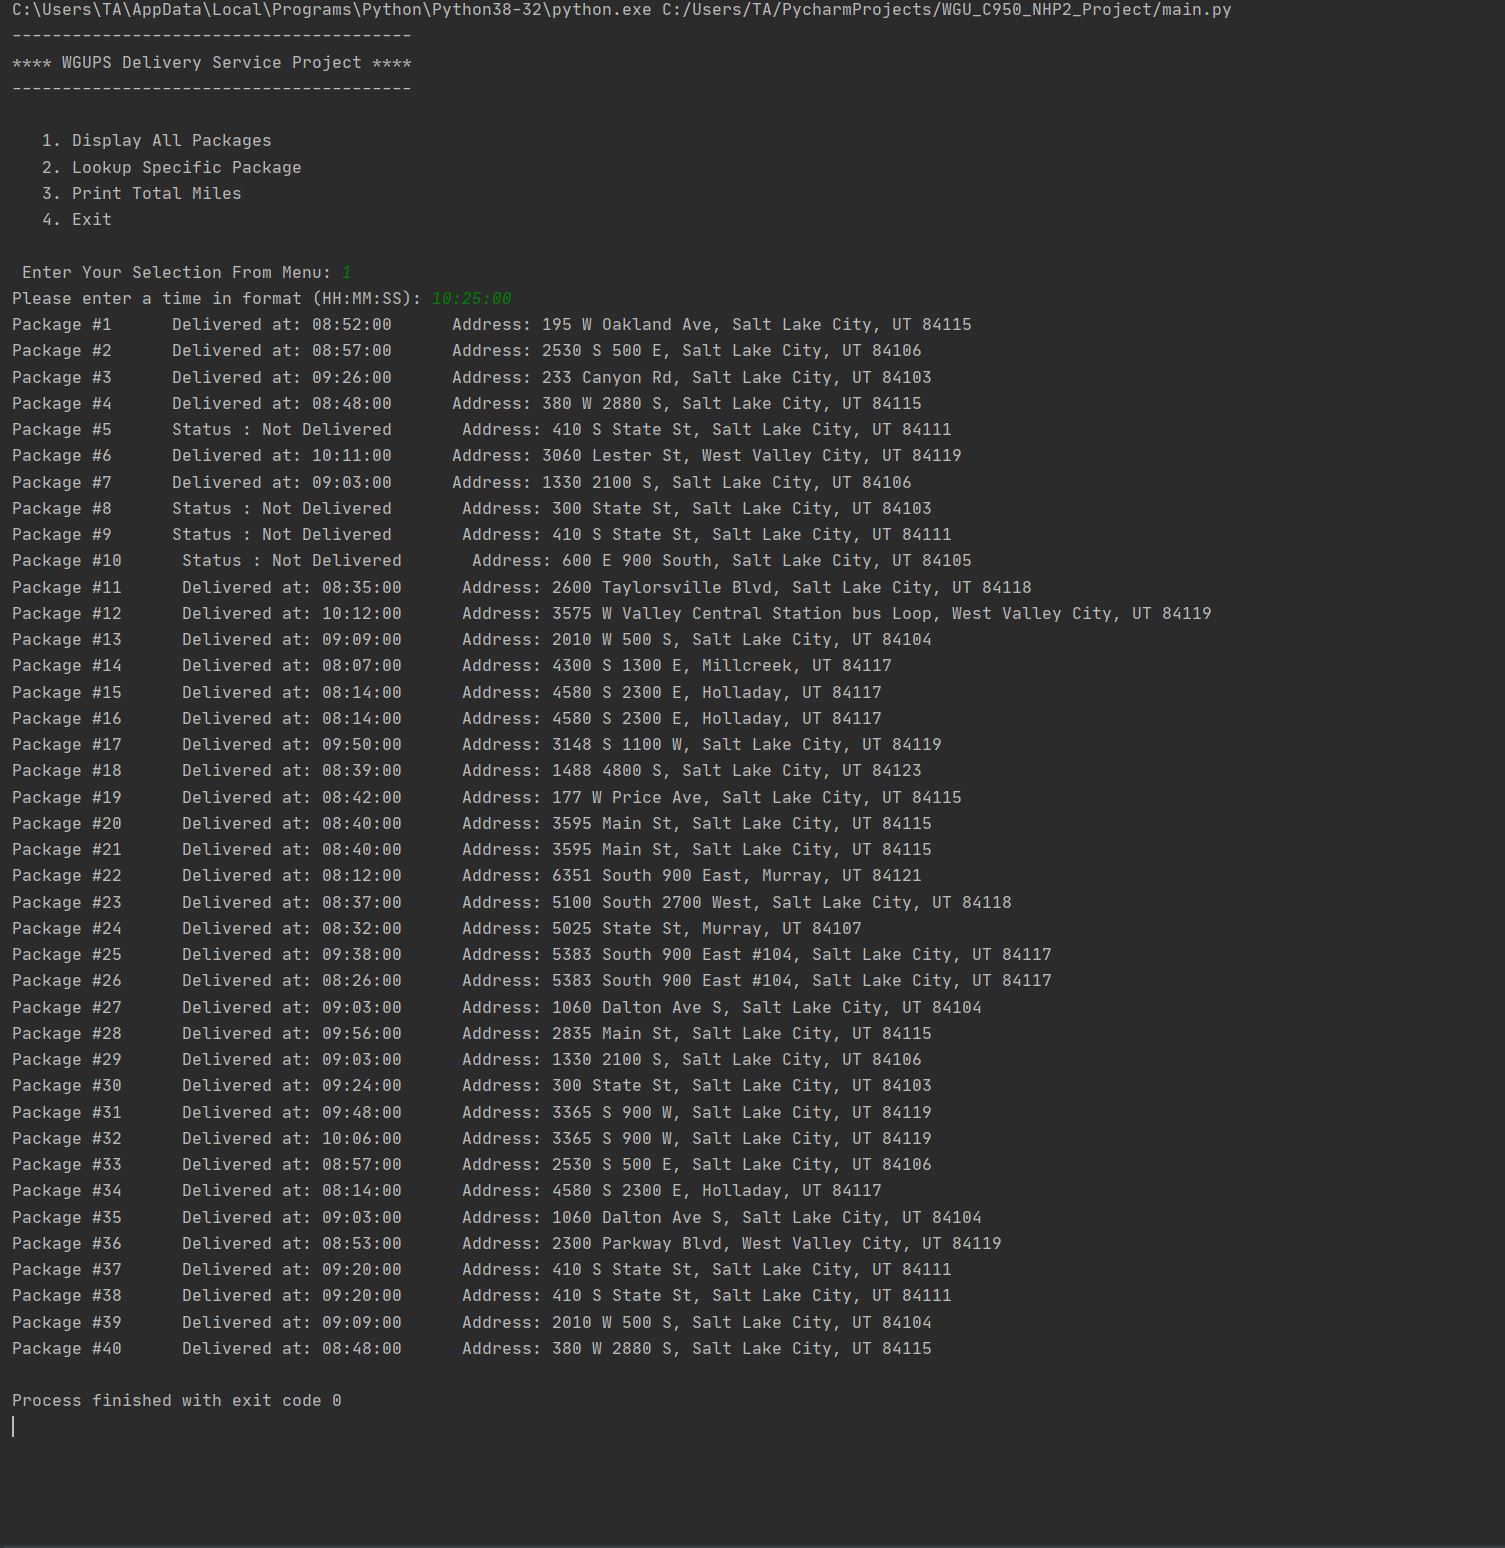 C:\Users\TA\AppData\Local\Programs\Python\Python38-32\python.exe C:/Users/TA/PycharmProjects/WGU_C950_NHP2_Project/main.py
----------------------------------------
**** WGUPS Delivery Service Project ****
----------------------------------------
1. Display All Packages
2. Lookup Specific Package
3. Print Total Miles
4. Exit
Enter Your Selection From Menu: 1
Please enter a time in format (HH:MM:SS): 10:25:00
Package #1      Delivered at: 08:52:00      Address: 195 W Oakland Ave, Salt Lake City, UT 84115
Package #2      Delivered at: 08:57:00      Address: 2530 S 500 E, Salt Lake City, UT 84106
Package #3      Delivered at: 09:26:00      Address: 233 Canyon Rd, Salt Lake City, UT 84103
Package #4      Delivered at: 08:48:00      Address: 380 W 2880 S, Salt Lake City, UT 84115
Package #5      Status : Not Delivered       Address: 410 S State St, Salt Lake City, UT 84111
Package #6      Delivered at: 10:11:00      Address: 3060 Lester St, West Valley City, UT 84119
Package #7      Delivered at: 09:03:00      Address: 1330 2100 S, Salt Lake City, UT 84106
Package #8      Status : Not Delivered       Address: 300 State St, Salt Lake City, UT 84103
Package #9      Status : Not Delivered       Address: 410 S State St, Salt Lake City, UT 84111
Package #10      Status : Not Delivered       Address: 600 E 900 South, Salt Lake City, UT 84105
Package #11      Delivered at: 08:35:00      Address: 2600 Taylorsville Blvd, Salt Lake City, UT 84118
Package #12      Delivered at: 10:12:00      Address: 3575 W Valley Central Station bus Loop, West Valley City, UT 84119
Package #13      Delivered at: 09:09:00      Address: 2010 W 500 S, Salt Lake City, UT 84104
Package #14      Delivered at: 08:07:00      Address: 4300 S 1300 E, Millcreek, UT 84117
Package #15      Delivered at: 08:14:00      Address: 4580 S 2300 E, Holladay, UT 84117
Package #16      Delivered at: 08:14:00      Address: 4580 S 2300 E, Holladay, UT 84117
Package #17      Delivered at: 09:50:00      Address: 3148 S 1100 W, Salt Lake City, UT 84119
Package #18      Delivered at: 08:39:00      Address: 1488 4800 S, Salt Lake City, UT 84123
Package #19      Delivered at: 08:42:00      Address: 177 W Price Ave, Salt Lake City, UT 84115
Package #20      Delivered at: 08:40:00      Address: 3595 Main St, Salt Lake City, UT 84115
Package #21      Delivered at: 08:40:00      Address: 3595 Main St, Salt Lake City, UT 84115
Package #22      Delivered at: 08:12:00      Address: 6351 South 900 East, Murray, UT 84121
Package #23      Delivered at: 08:37:00      Address: 5100 South 2700 West, Salt Lake City, UT 84118
Package #24      Delivered at: 08:32:00      Address: 5025 State St, Murray, UT 84107
Package #25      Delivered at: 09:38:00      Address: 5383 South 900 East #104, Salt Lake City, UT 84117
Package #26      Delivered at: 08:26:00      Address: 5383 South 900 East #104, Salt Lake City, UT 84117
Package #27      Delivered at: 09:03:00      Address: 1060 Dalton Ave S, Salt Lake City, UT 84104
Package #28      Delivered at: 09:56:00      Address: 2835 Main St, Salt Lake City, UT 84115
Package #29      Delivered at: 09:03:00      Address: 1330 2100 S, Salt Lake City, UT 84106
Package #30      Delivered at: 09:24:00      Address: 300 State St, Salt Lake City, UT 84103
Package #31      Delivered at: 09:48:00      Address: 3365 S 900 W, Salt Lake City, UT 84119
Package #32      Delivered at: 10:06:00      Address: 3365 S 900 W, Salt Lake City, UT 84119
Package #33      Delivered at: 08:57:00      Address: 2530 S 500 E, Salt Lake City, UT 84106
Package #34      Delivered at: 08:14:00      Address: 4580 S 2300 E, Holladay, UT 84117
Package #35      Delivered at: 09:03:00      Address: 1060 Dalton Ave S, Salt Lake City, UT 84104
Package #36      Delivered at: 08:53:00      Address: 2300 Parkway Blvd, West Valley City, UT 84119
Package #37      Delivered at: 09:20:00      Address: 410 S State St, Salt Lake City, UT 84111
Package #38      Delivered at: 09:20:00      Address: 410 S State St, Salt Lake City, UT 84111
Package #39      Delivered at: 09:09:00      Address: 2010 W 500 S, Salt Lake City, UT 84104
Package #40      Delivered at: 08:48:00      Address: 380 W 2880 S, Salt Lake City, UT 84115
Process finished with exit code 0